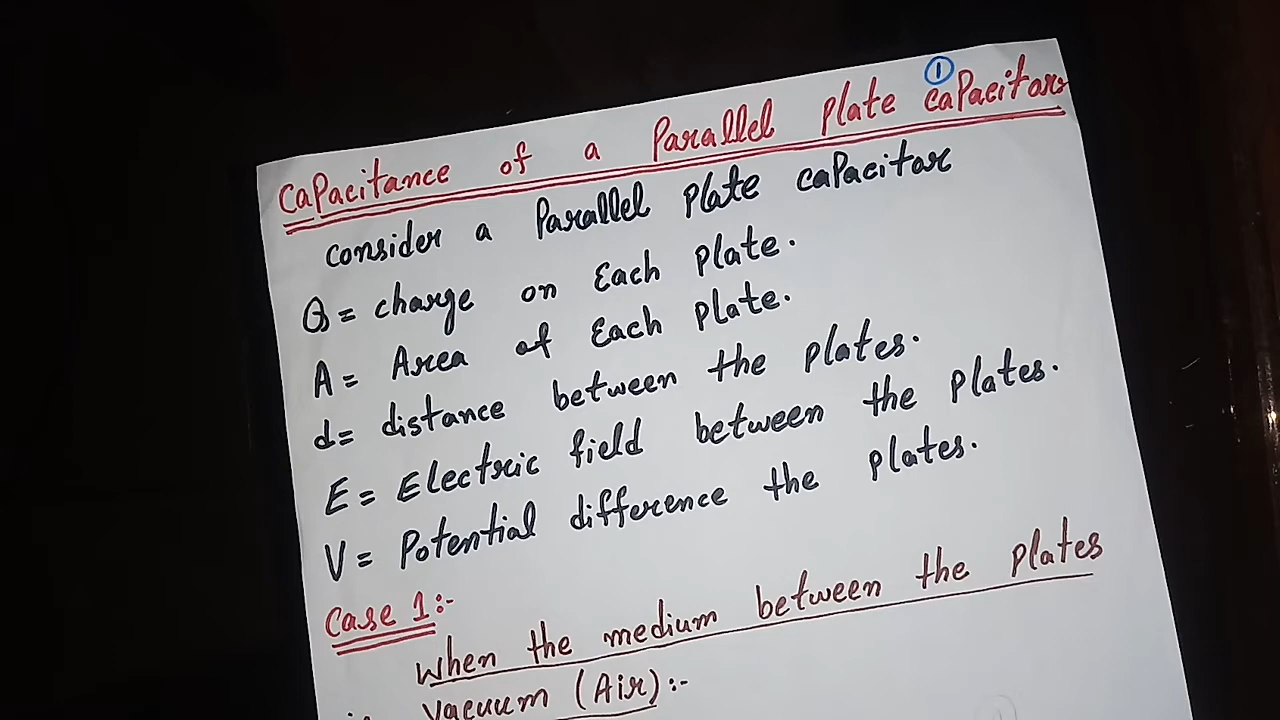 ①
Capacitance of a Parallel Plate Capacitor
Consider a Parallel Plate capacitor
Q = charge on Each Plate.
A = Area of Each Plate.
d = distance between the plates.
E = Electric field between the plates.
V = Potential difference the plates.
Case 1:-
When the medium between the plates
Vacuum (Air):-